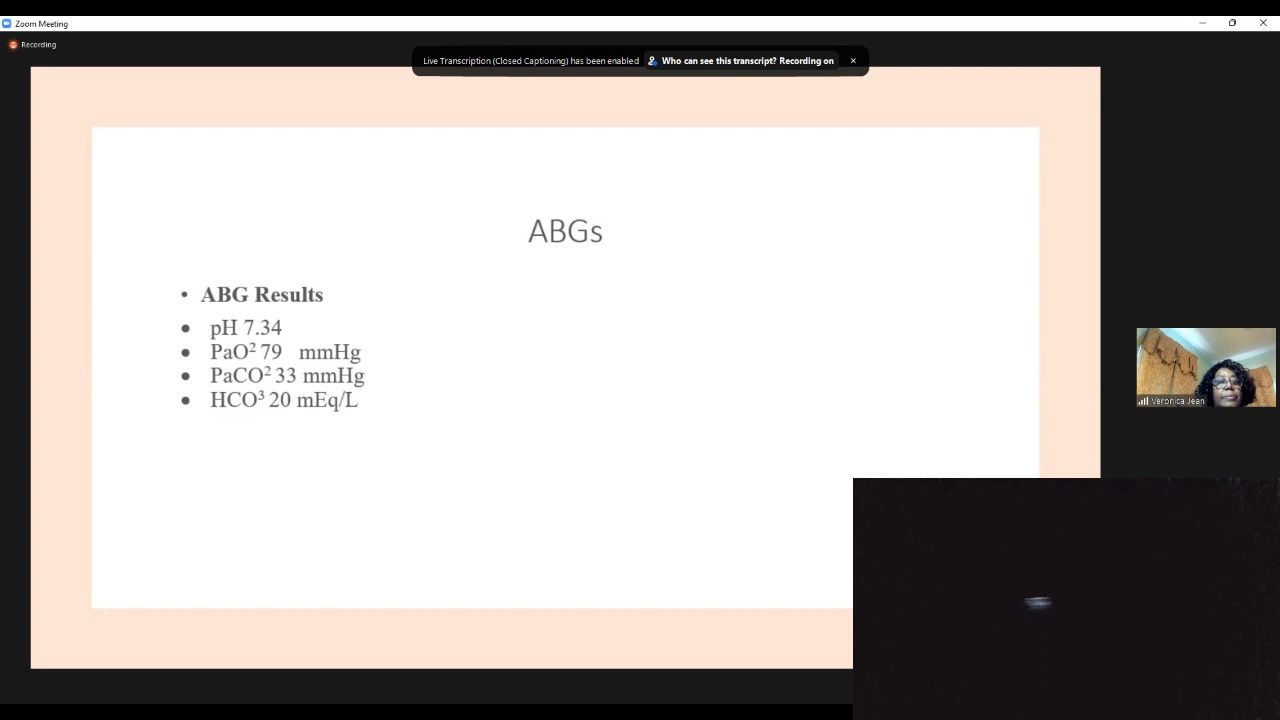 Zoom Meeting
Recording
Live Transcription (Closed Captioning) has been enabled Who can see this transcript? Recording on
ABGs
• ABG Results
• pH 7.34
• PaO² 79 mmHg
• PaCO² 33 mmHg
• HCO³ 20 mEq/L
Veronica Jean